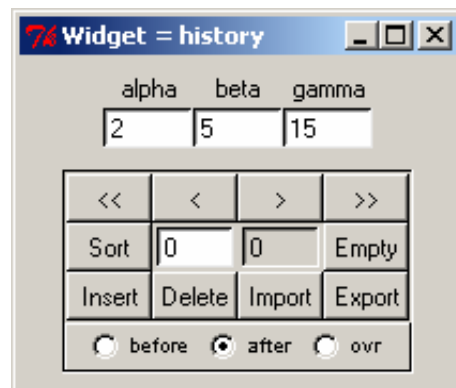 Widget = history
alpha beta gamma
2 5 15
<< < > >>
Sort 0 0 Empty
Insert Delete Import Export
before after ovr